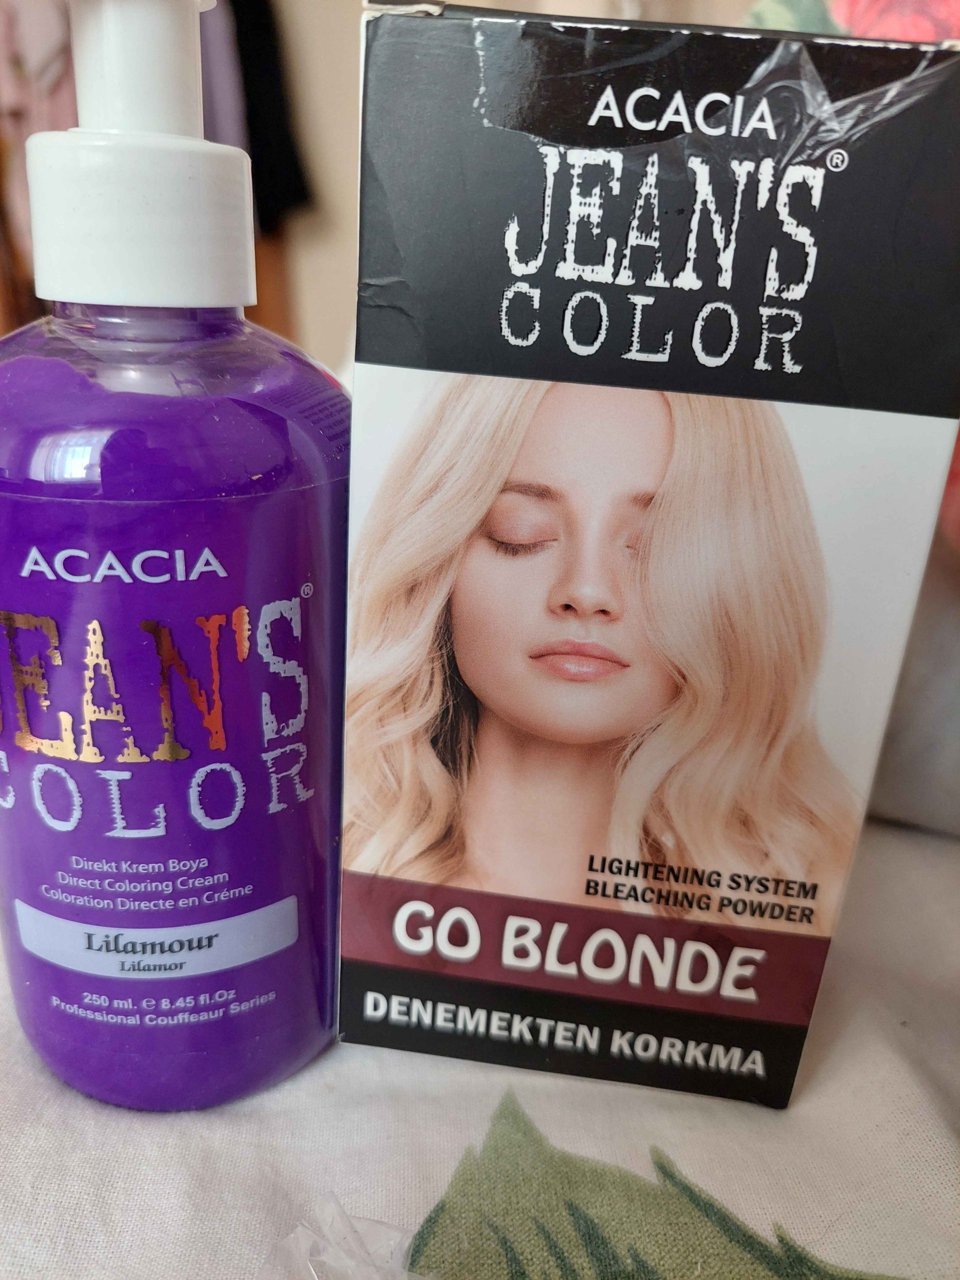 ACACIA
JEAN'S®
COLOR
Direkt Krem Boya
Direct Coloring Cream
Coloration Directe en Créme
Lilamour
Lilamor
250 ml. ℮ 8.45 fl.Oz
Professional Couffeaur Series
ACACIA
JEAN'S®
COLOR
LIGHTENING SYSTEM
BLEACHING POWDER
GO BLONDE
DENEMEKTEN KORKMA